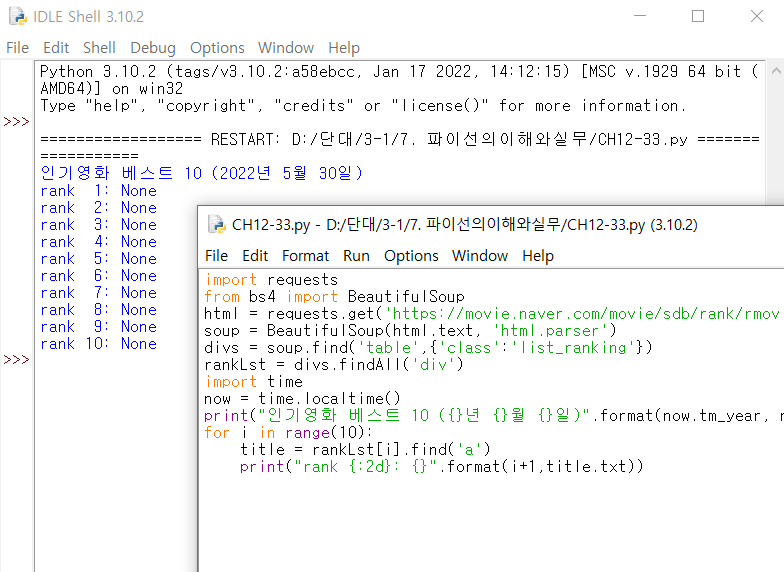 IDLE Shell 3.10.2
File Edit Shell Debug Options Window Help
Python 3.10.2 (tags/v3.10.2:a58ebcc, Jan 17 2022, 14:12:15) [MSC v.1929 64 bit (
AMD64)] on win32
Type "help", "copyright", "credits" or "license()" for more information.
>>>
================== RESTART: D:/단대/3-1/7. 파이선의이해와실무/CH12-33.py =======
===========
인기영화 베스트 10 (2022년 5월 30일)
rank  1: None
rank  2: None
rank  3: None
rank  4: None
rank  5: None
rank  6: None
rank  7: None
rank  8: None
rank  9: None
rank 10: None
>>>
CH12-33.py - D:/단대/3-1/7. 파이선의이해와실무/CH12-33.py (3.10.2)
File Edit Format Run Options Window Help
import requests
from bs4 import BeautifulSoup
html = requests.get('https://movie.naver.com/movie/sdb/rank/rmov
soup = BeautifulSoup(html.text, 'html.parser')
divs = soup.find('table',{'class':'list_ranking'})
rankLst = divs.findAll('div')
import time
now = time.localtime()
print("인기영화 베스트 10 ({}년 {}월 {}일)".format(now.tm_year, n
for i in range(10):
    title = rankLst[i].find('a')
    print("rank {:2d}: {}".format(i+1,title.txt))